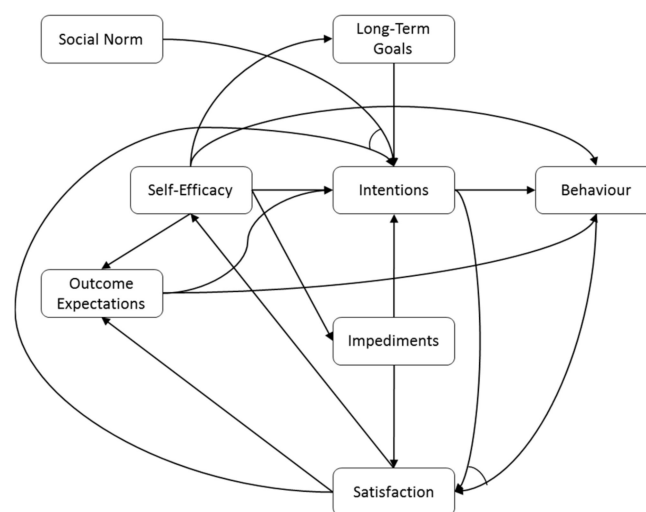 Social Norm
Long-Term
Goals
Self-Efficacy
Intentions
Behaviour
Outcome
Expectations
Impediments
Satisfaction